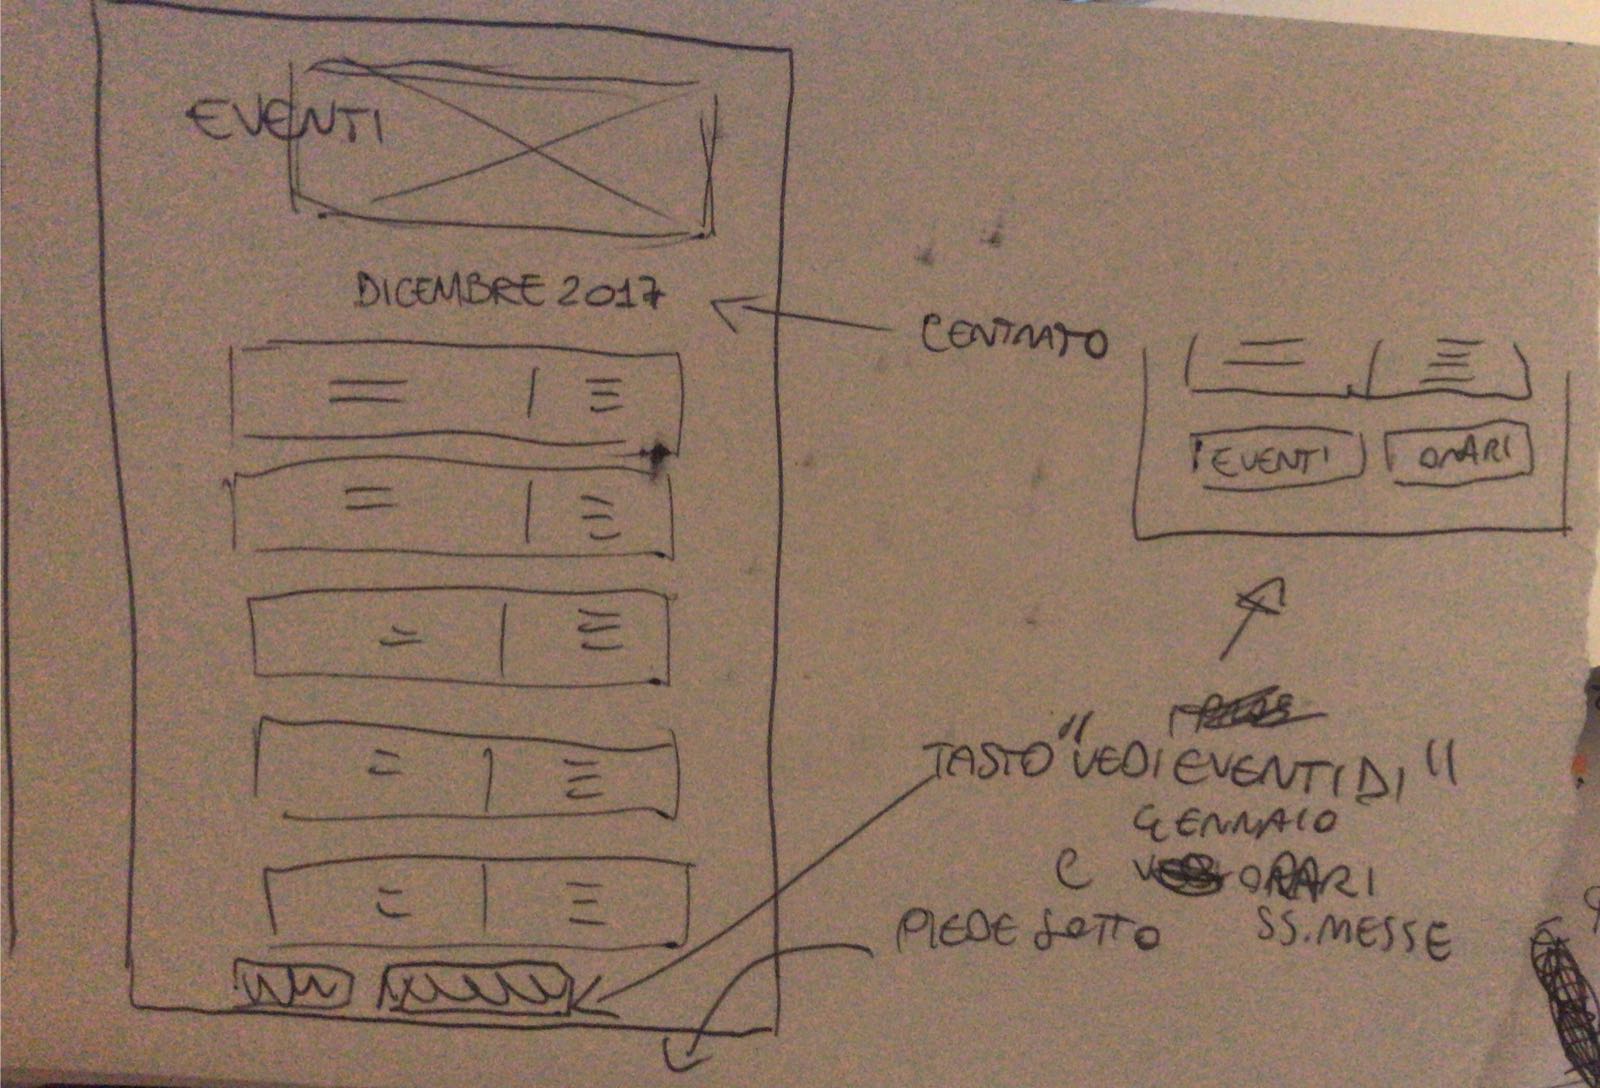 EVENTI
DICEMBRE 2017
CENTRATO
EVENTI
ORARI
TASTO "VEDI EVENTI DI"
GENNAIO
E ORARI
SS. MESSE
PIEDE SOTTO